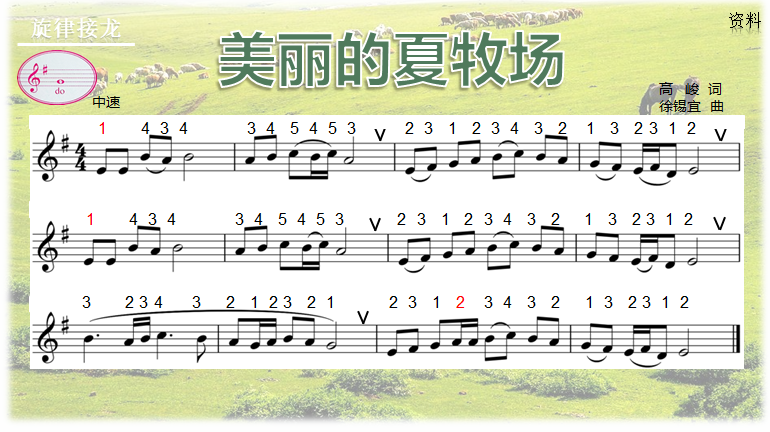 旋律接龙
资料
美丽的夏牧场
do
中速
高 峻 词
徐锡宜 曲
1 4 3 4 3 4 5 4 5 3 V 2 3 1 2 3 4 3 2 1 3 2 3 1 2 V
4 4
1 4 3 4 3 4 5 4 5 3 V 2 3 1 2 3 4 3 2 1 3 2 3 1 2 V
3 2 3 4 3 2 1 2 3 2 1 V 2 3 1 2 3 4 3 2 1 3 2 3 1 2